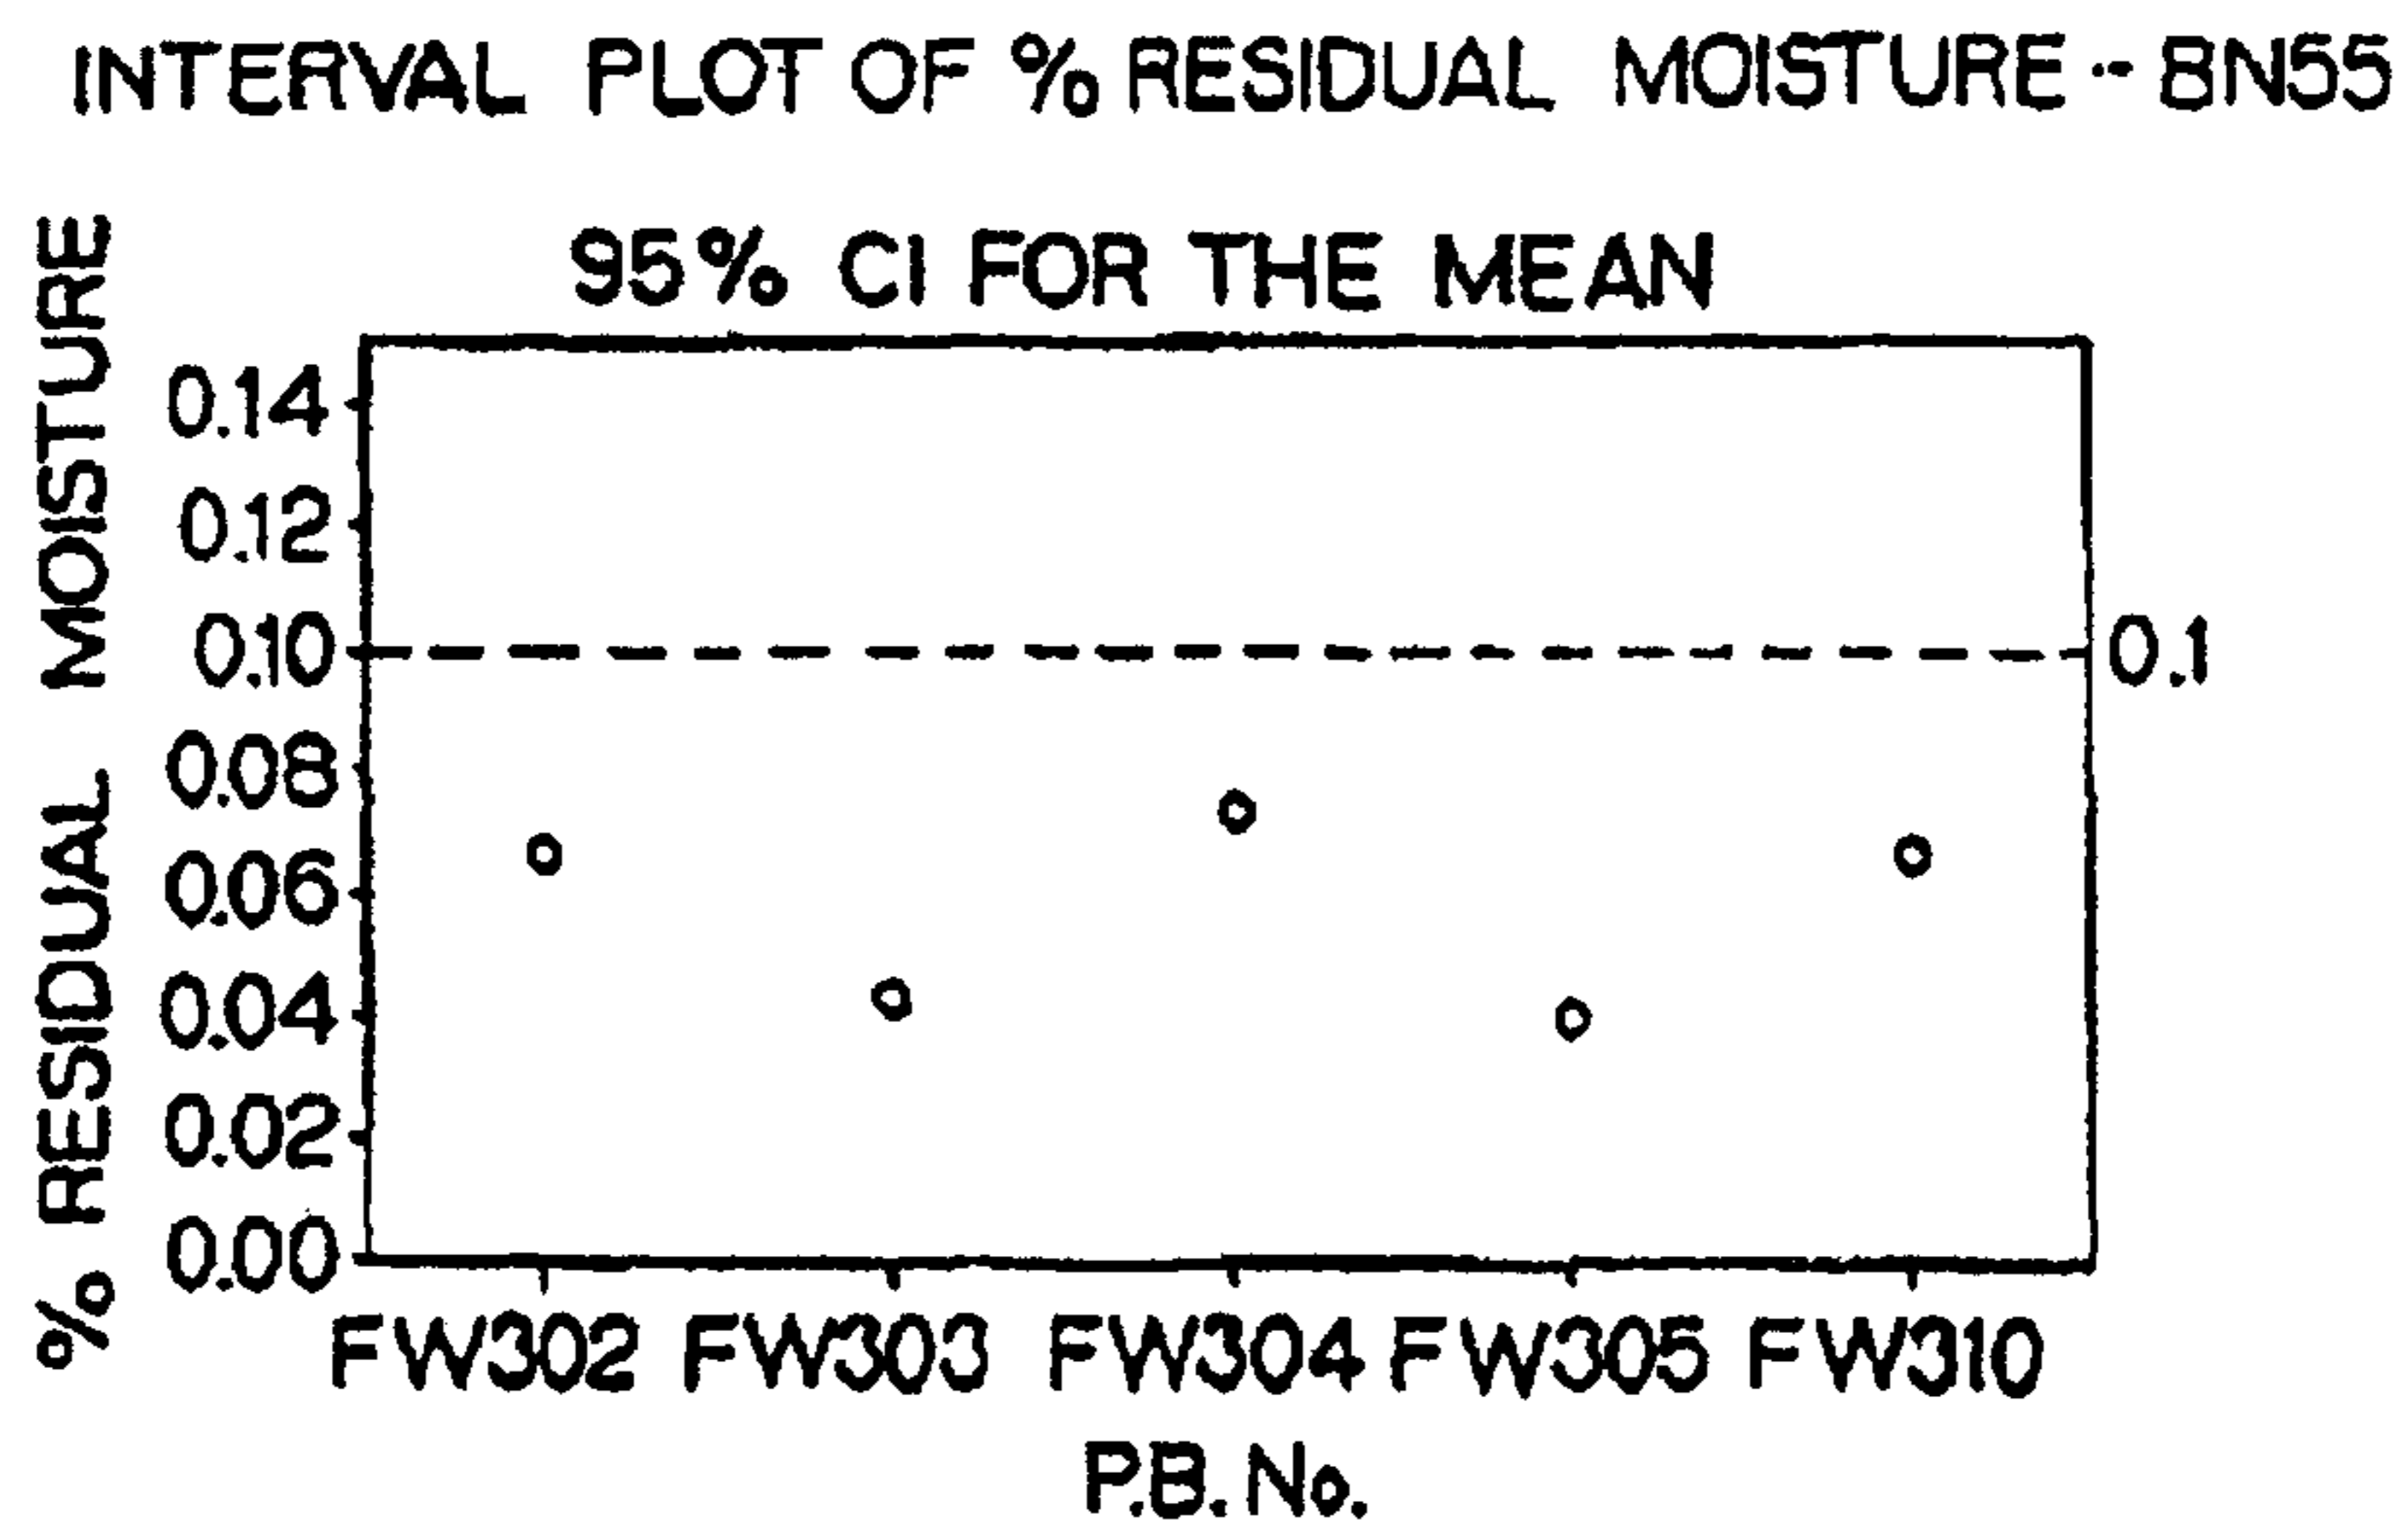 INTERVAL PLOT OF % RESIDUAL MOISTURE -- 8N55
95% CI FOR THE MEAN
% RESIDUAL MOISTURE
0.14
0.12
0.10
0.1
0.08
0.06
0.04
0.02
0.00
FW302 FW303 FW304 FW305 FW310
P.B. No.